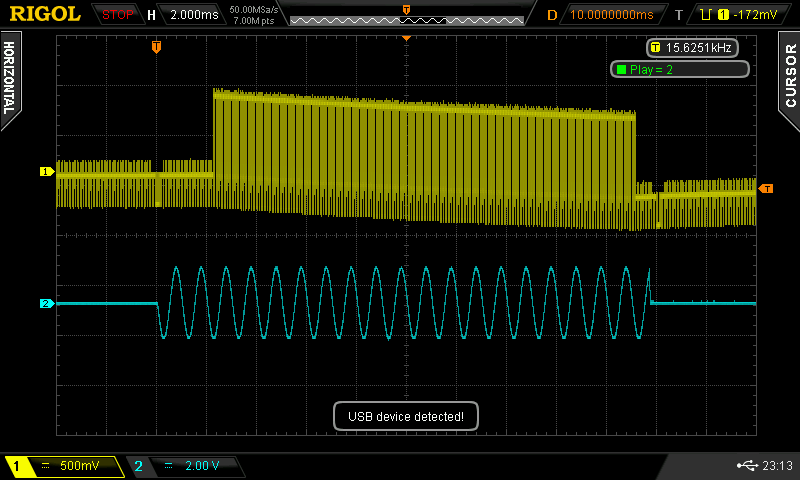 RIGOL STOP H 2.000ms 50.00MSa/s 7.00M pts T D 10.0000000ms T 1 -172mV
HORIZONTAL
CURSOR
T
T 15.6251kHz
Play = 2
1
T
2
USB device detected!
1 500mV 2 2.00 V 23:13